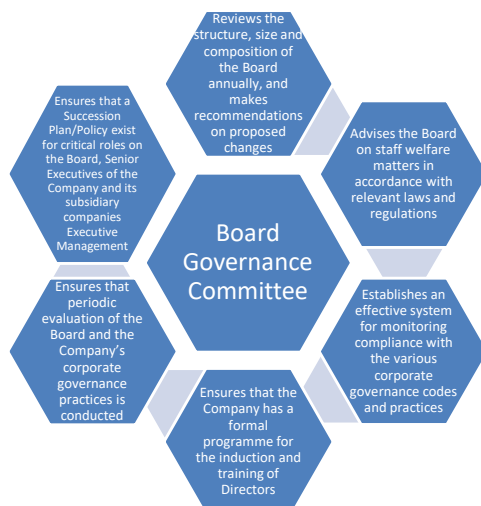 Reviews the
structure, size and
composition of
the Board
annually, and
makes
recommendations
on proposed
changes
Advises the Board
on staff welfare
matters in
accordance with
relevant laws and
regulations
Establishes an
effective system
for monitoring
compliance with
the various
corporate
governance codes
and practices
Ensures that the
Company has a
formal
programme for
the induction and
training of
Directors
Ensures that
periodic
evaluation of the
Board and the
Company's
corporate
governance
practices is
conducted
Ensures that a
Succession
Plan/Policy exist
for critical roles on
the Board, Senior
Executives of the
Company and its
subsidiary
companies
Executive
Management
Board
Governance
Committee